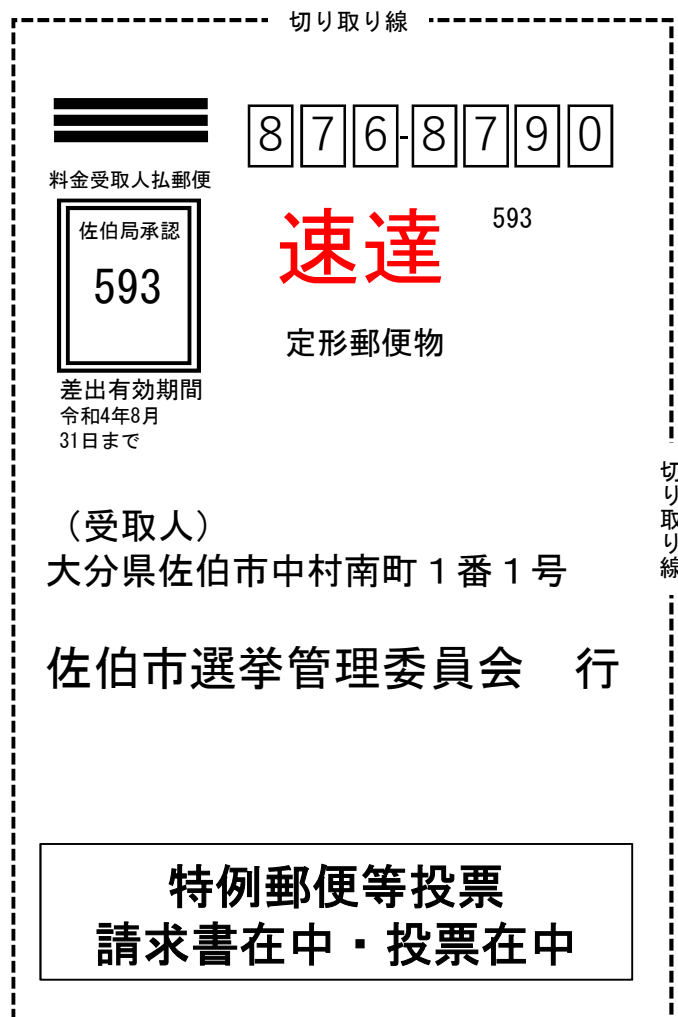 切り取り線
876-8790
料金受取人払郵便
佐伯局承認
593
差出有効期間
令和4年8月
31日まで
速達
593
定形郵便物
切り取り線
（受取人）
大分県佐伯市中村南町１番１号
佐伯市選挙管理委員会　行
特例郵便等投票
請求書在中・投票在中